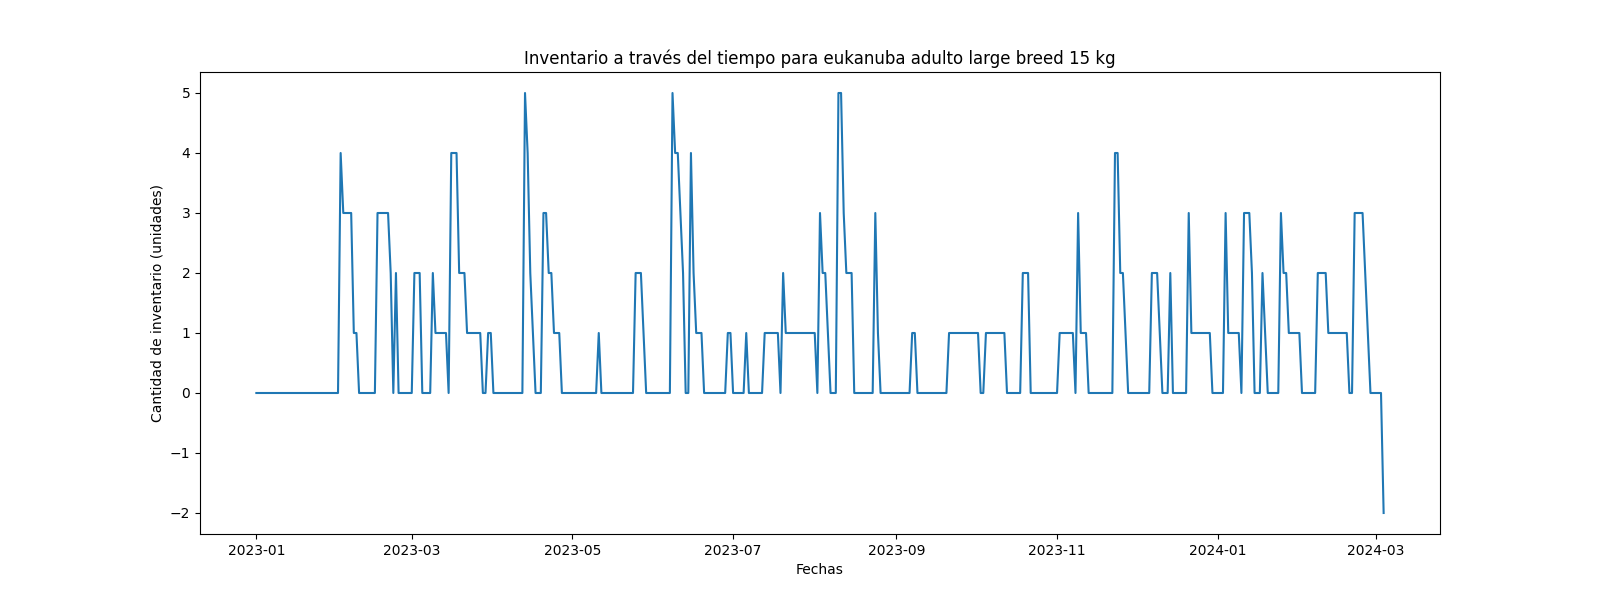 Inventario a través del tiempo para eukanuba adulto large breed 15 kg
Cantidad de inventario (unidades)
5
4
3
2
1
0
−1
−2
2023-01 2023-03 2023-05 2023-07 2023-09 2023-11 2024-01 2024-03
Fechas